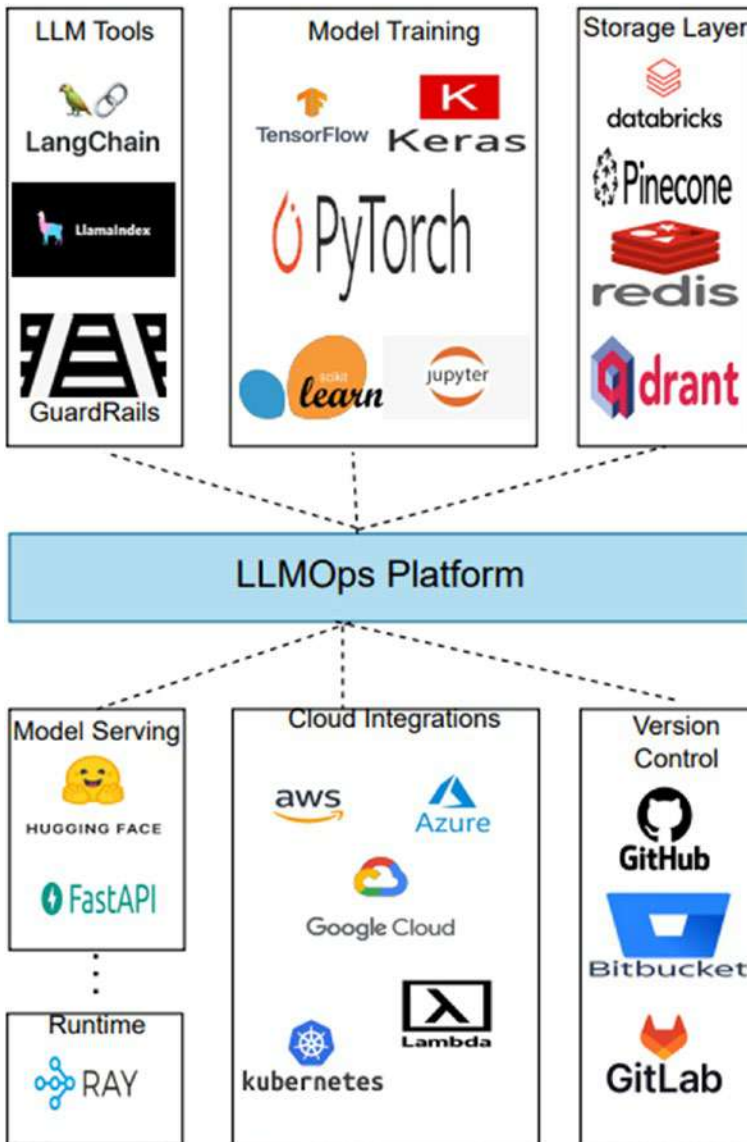 LLM Tools
LangChain
LlamaIndex
GuardRails
Model Training
TensorFlow
K
Keras
PyTorch
scikit
learn
jupyter
Storage Layer
databricks
Pinecone
redis
qdrant
LLMOps Platform
Model Serving
HUGGING FACE
FastAPI
Runtime
RAY
Cloud Integrations
aws
Azure
Google Cloud
λ
Lambda
kubernetes
Version
Control
GitHub
Bitbucket
GitLab